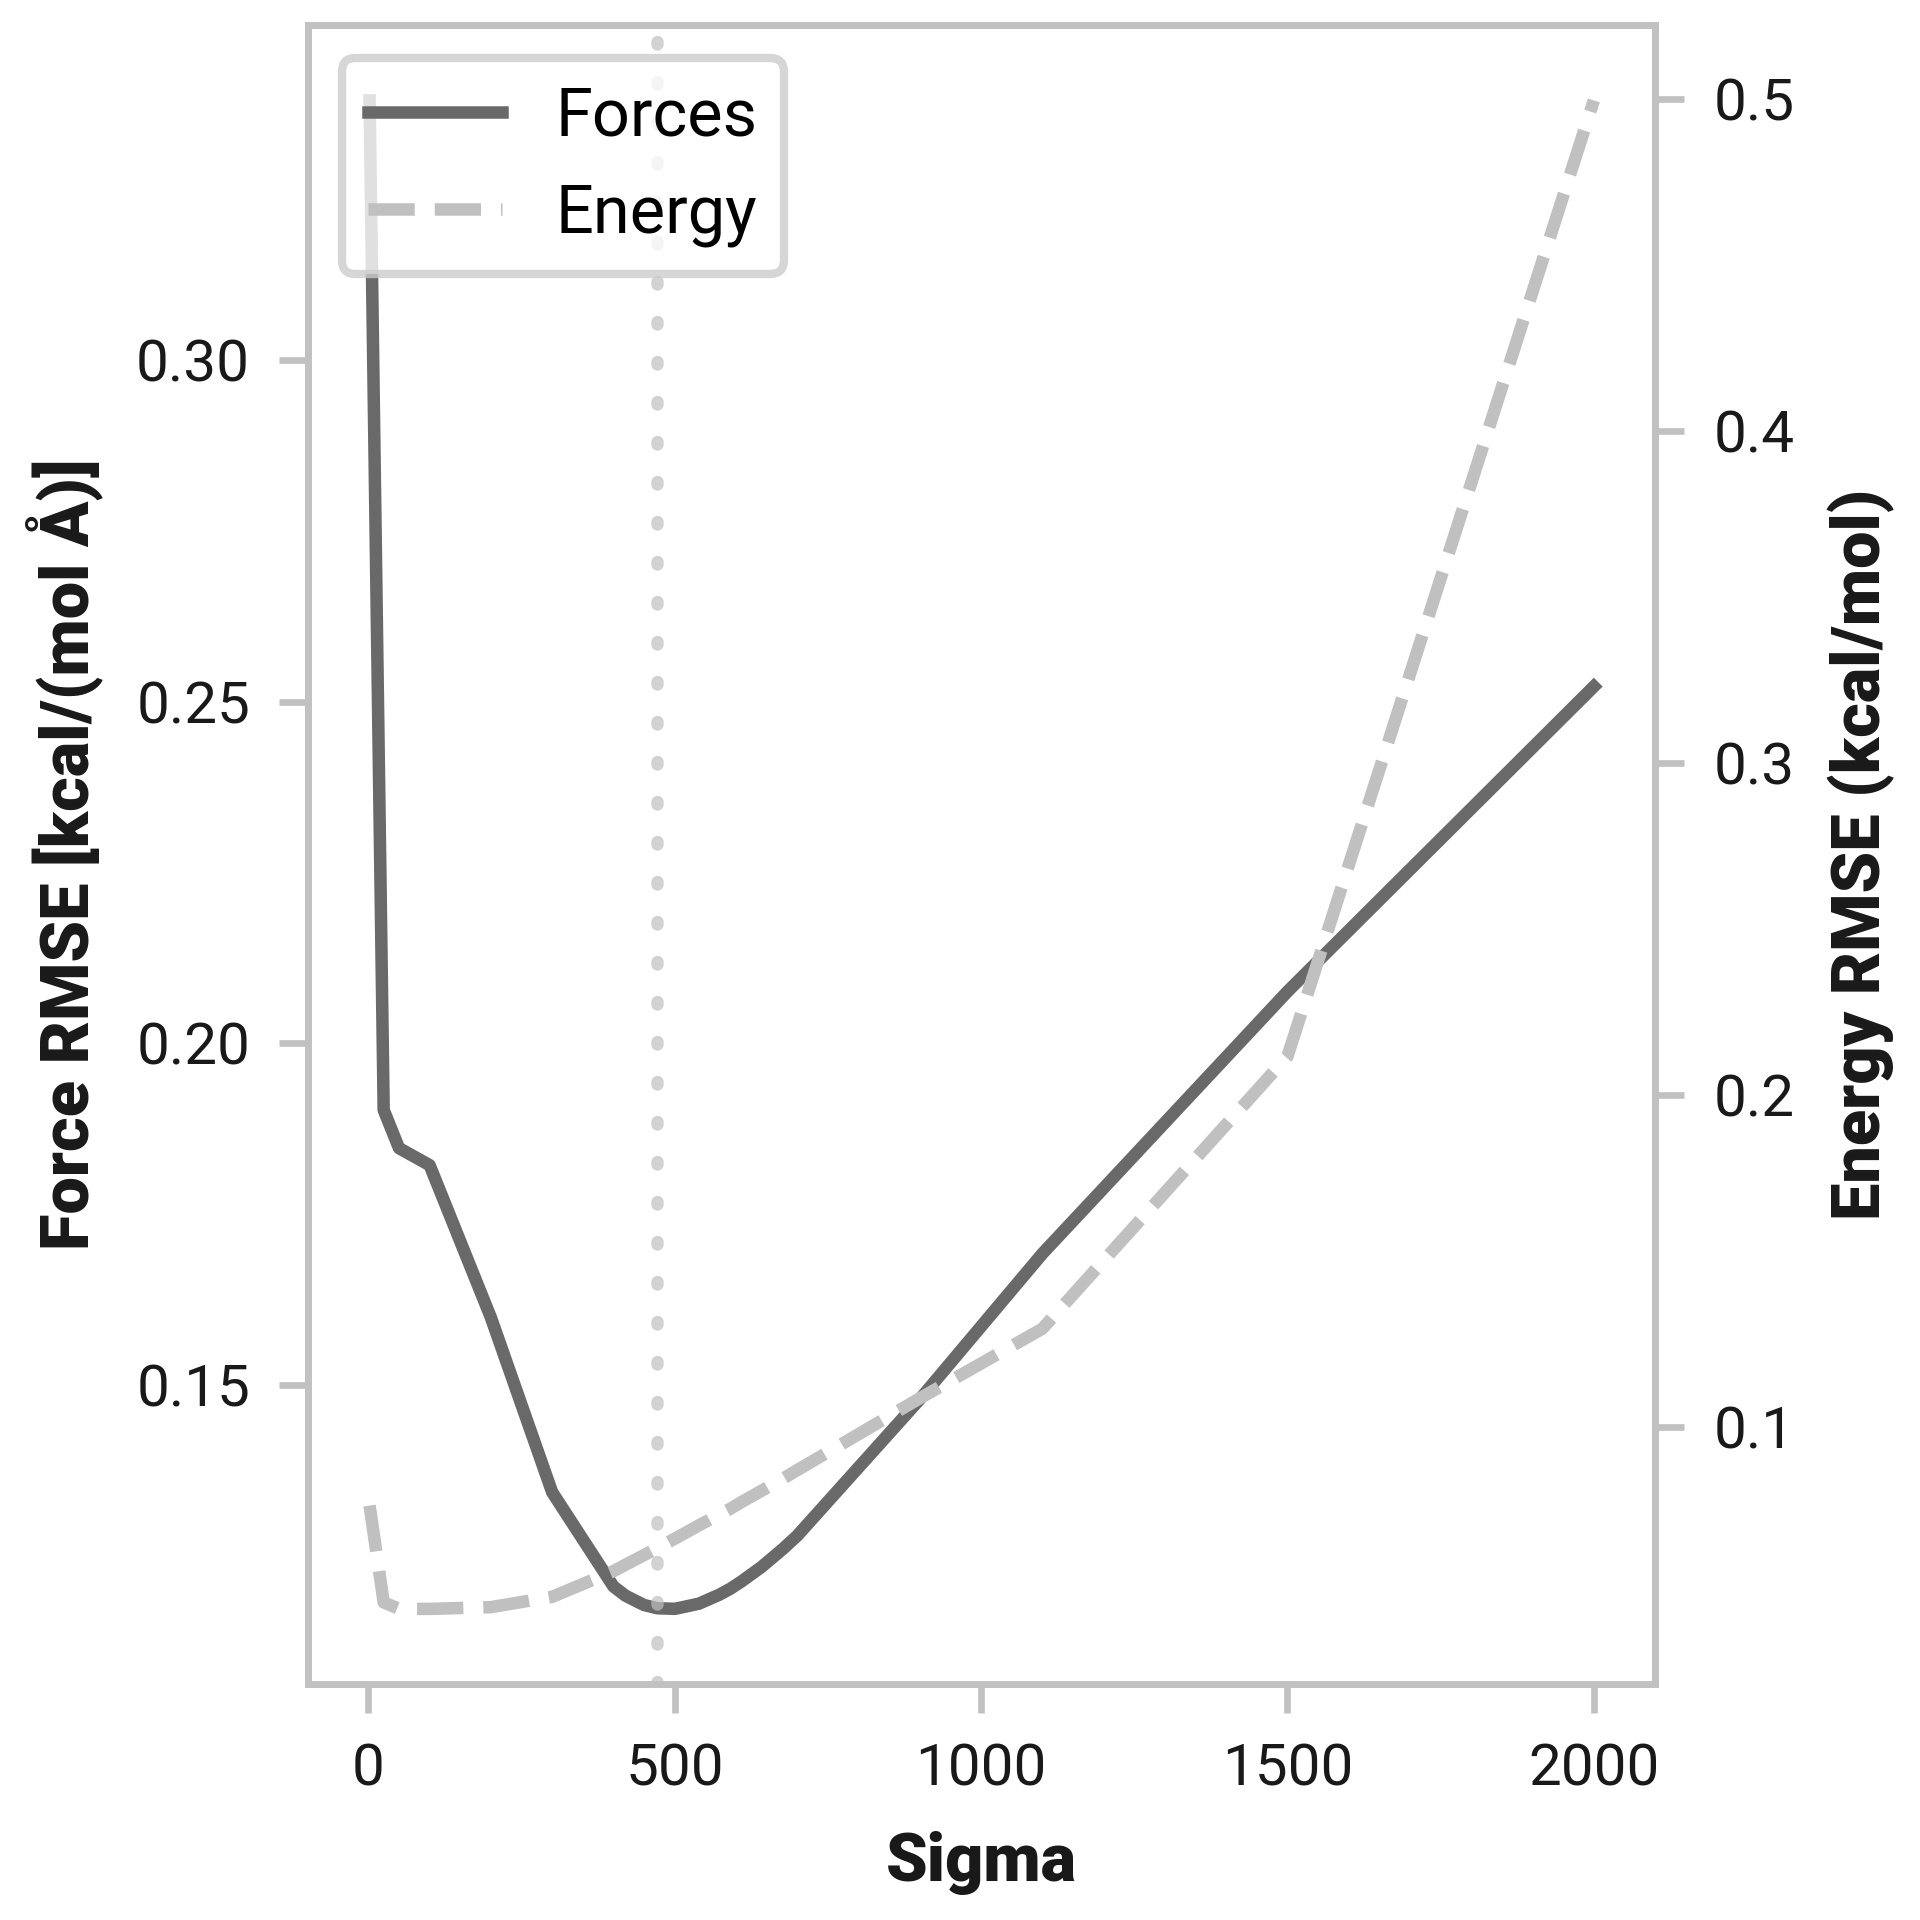 Forces
Energy
Force RMSE [kcal/(mol Å)]
0.30
0.25
0.20
0.15
0.5
0.4
0.3
0.2
0.1
Energy RMSE (kcal/mol)
0 500 1000 1500 2000
Sigma